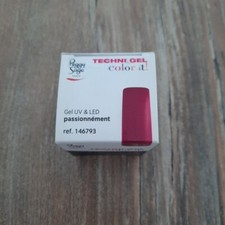 Peggy
Sage
TECHNI GEL
color it!
Gel UV & LED
passionnément
ref. 146793